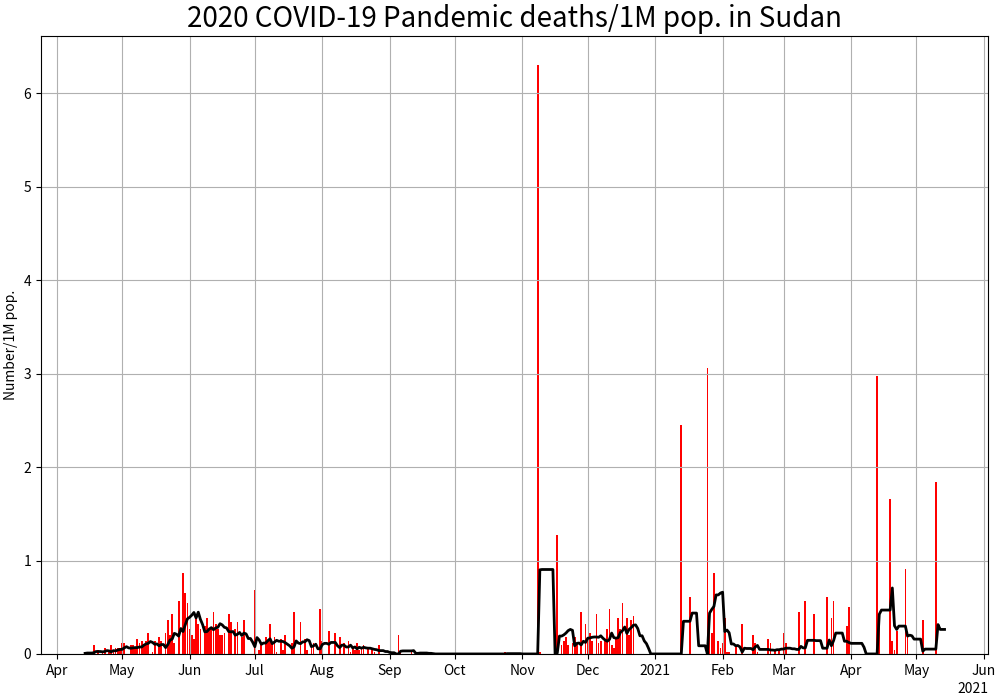 2020 COVID-19 Pandemic deaths/1M pop. in Sudan
Number/1M pop.
6
5
4
3
2
1
0
Apr May Jun Jul Aug Sep Oct Nov Dec 2021 Feb Mar Apr May Jun
2021